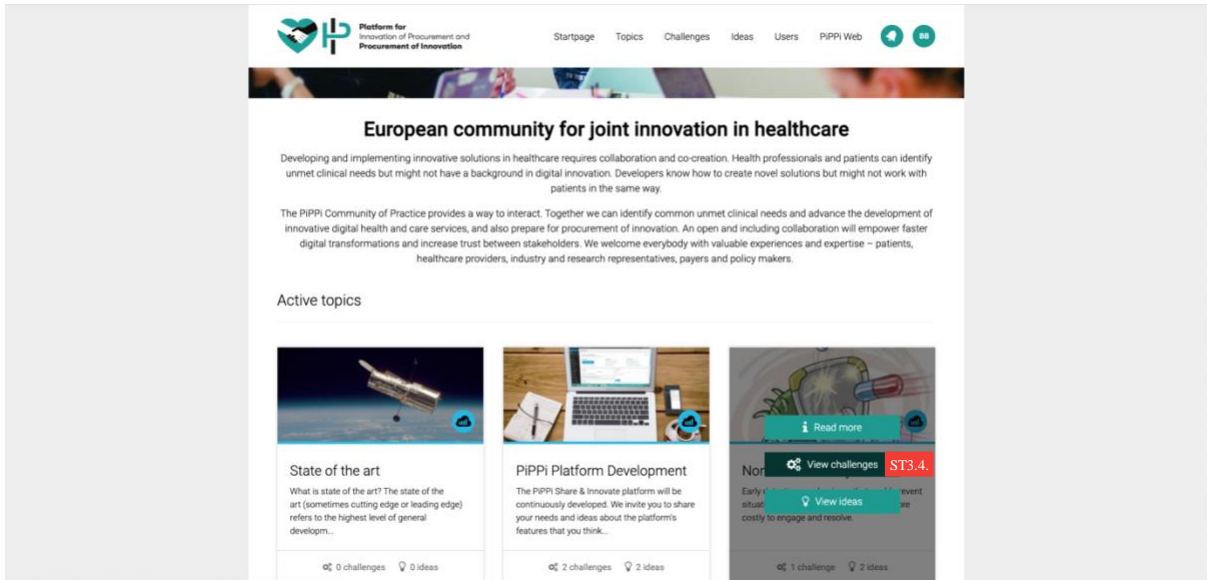 Platform for
Innovation of Procurement and
Procurement of Innovation
Startpage Topics Challenges Ideas Users PiPPi Web BB
European community for joint innovation in healthcare
Developing and implementing innovative solutions in healthcare requires collaboration and co-creation. Health professionals and patients can identify
unmet clinical needs but might not have a background in digital innovation. Developers know how to create novel solutions but might not work with
patients in the same way.
The PiPPi Community of Practice provides a way to interact. Together we can identify common unmet clinical needs and advance the development of
innovative digital health and care services, and also prepare for procurement of innovation. An open and including collaboration will empower faster
digital transformations and increase trust between stakeholders. We welcome everybody with valuable experiences and expertise – patients,
healthcare providers, industry and research representatives, payers and policy makers.
Active topics
State of the art
What is state of the art? The state of the
art (sometimes cutting edge or leading edge)
refers to the highest level of general
developm...
0 challenges 0 ideas
PiPPi Platform Development
The PiPPi Share & Innovate platform will be
continuously developed. We invite you to share
your needs and ideas about the platform's
features that you think...
2 challenges 2 ideas
Read more
View challenges ST3.4.
View ideas
Early
costly to engage and resolve.
1 challenge 2 ideas